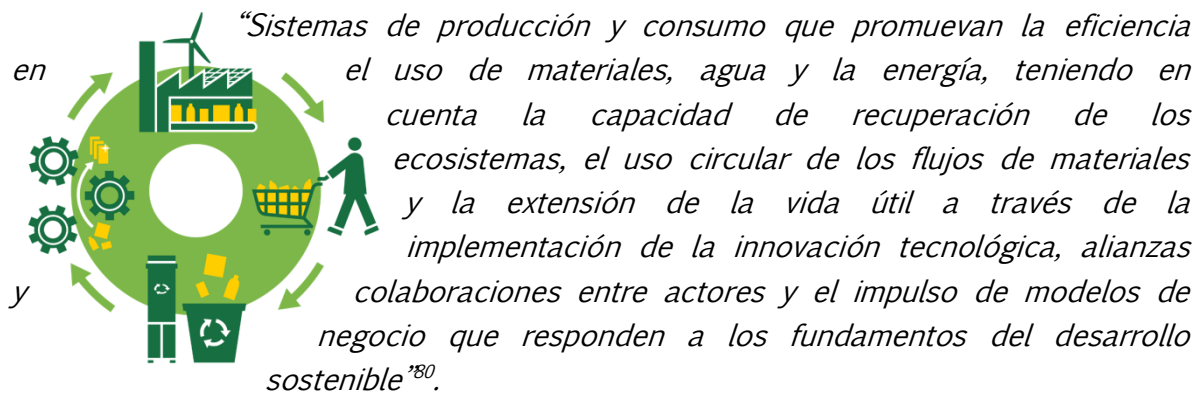 “Sistemas de producción y consumo que promuevan la eficiencia
en el uso de materiales, agua y la energía, teniendo en
cuenta la capacidad de recuperación de los
ecosistemas, el uso circular de los flujos de materiales
y la extensión de la vida útil a través de la
implementación de la innovación tecnológica, alianzas
y colaboraciones entre actores y el impulso de modelos de
negocio que responden a los fundamentos del desarrollo
sostenible”80.